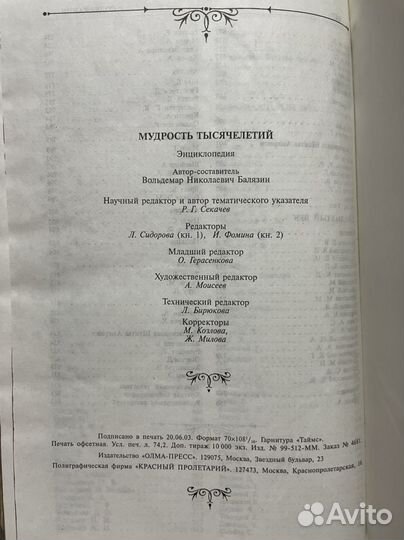 МУДРОСТЬ ТЫСЯЧЕЛЕТИЙ
Энциклопедия
Автор-составитель
Вольдемар Николаевич Балязин
Научный редактор и автор тематического указателя
Р. Г. Секачев
Редакторы
Л. Сидорова (кн. 1), И. Фомина (кн. 2)
Младший редактор
О. Герасенкова
Художественный редактор
А. Моисеев
Технический редактор
Л. Бирюкова
Корректоры
М. Козлова,
Ж. Милова
Подписано в печать 20.06.03. Формат 70×108¹/₁₆. Гарнитура «Таймс».
Печать офсетная. Усл. печ. л. 74,2. Доп. тираж 10 000 экз. Изд. № 99-512-ММ. Заказ №
Издательство «ОЛМА-ПРЕСС». 129075, Москва, Звездный бульвар, 23
Полиграфическая фирма «КРАСНЫЙ ПРОЛЕТАРИЙ». 127473, Москва, Краснопролетарская,
Avito